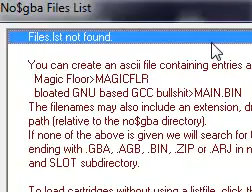 No$gba Files List
Files.lst not found.
You can create an ascii file containing entries a
Magic Floor>MAGICFLR
bloated GNU based GCC bullshit>MAIN.BIN
The filenames may also include an extension, d
path (relative to the no$gba directory).
If none of the above is given we will search for t
ending with .GBA, .AGB, .BIN, .ZIP or .ARJ in n
and SLOT subdirectory.
To load cartridges without using a listfile, click